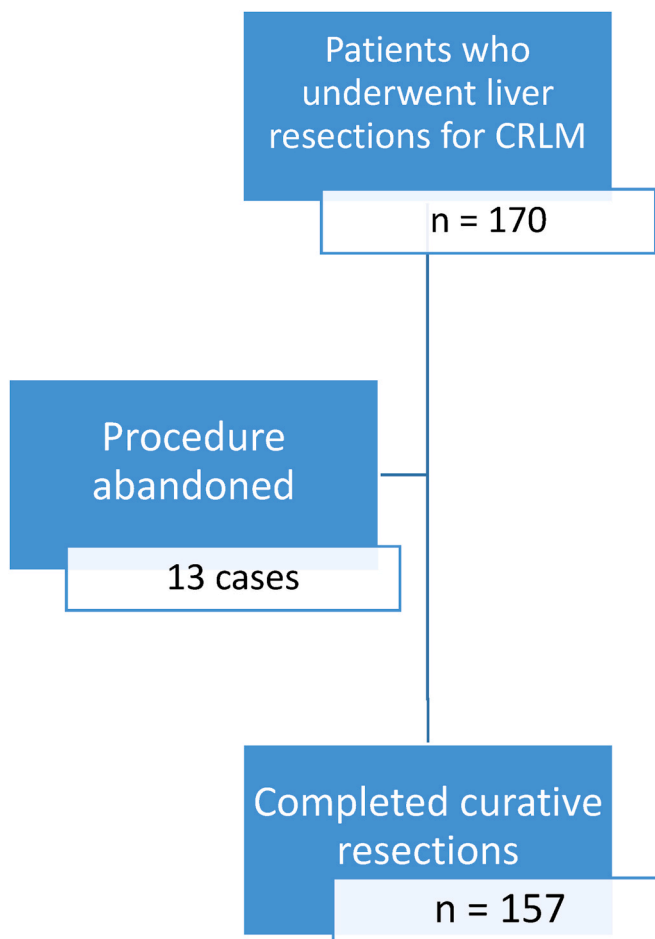 Patients who
underwent liver
resections for CRLM
n = 170
Procedure
abandoned
13 cases
Completed curative
resections
n = 157